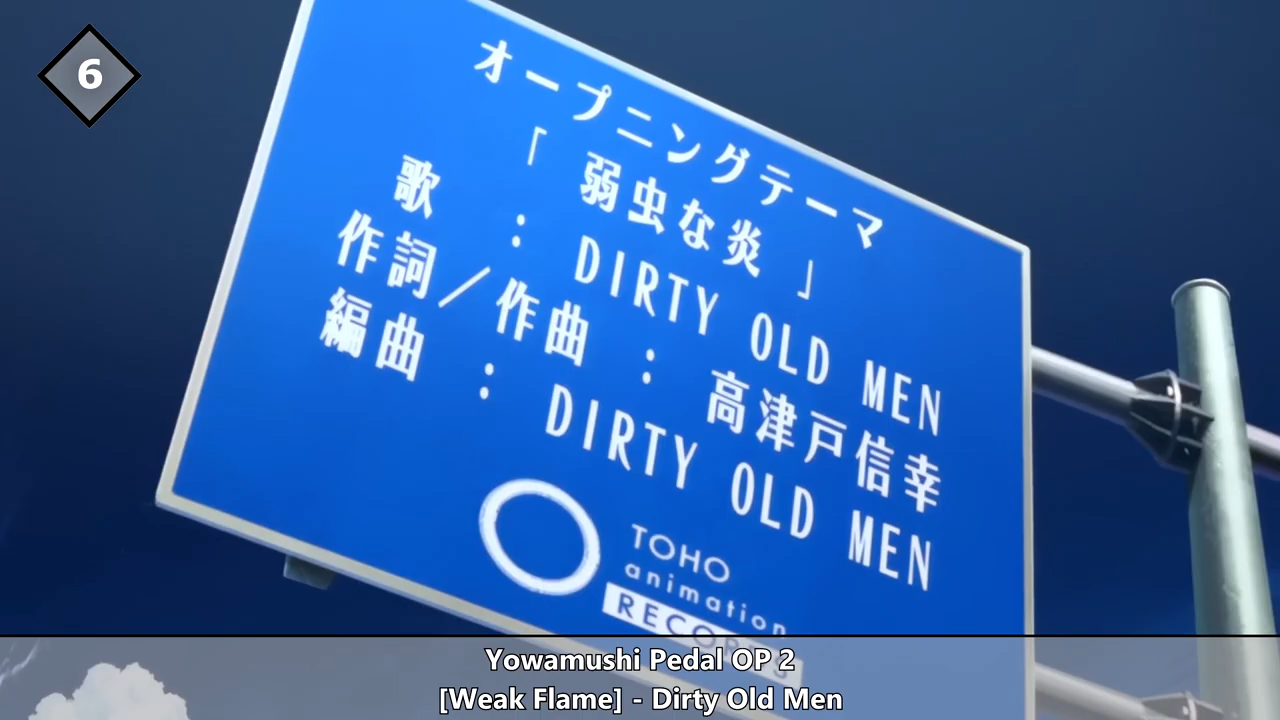 6
オープニングテーマ
「弱虫な炎」
歌 : DIRTY OLD MEN
作詞／作曲 : 高津戸信幸
編曲 : DIRTY OLD MEN
TOHO
animation
RECORDS
Yowamushi Pedal OP 2
[Weak Flame] - Dirty Old Men